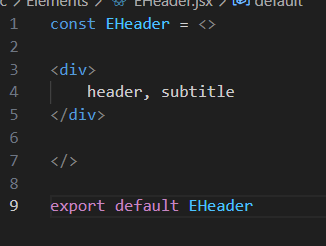 c > Elements > EHeader.jsx > default
1 const EHeader = <>
2
3 <div>
4 header, subtitle
5 </div>
6
7 </>
8
9 export default EHeader